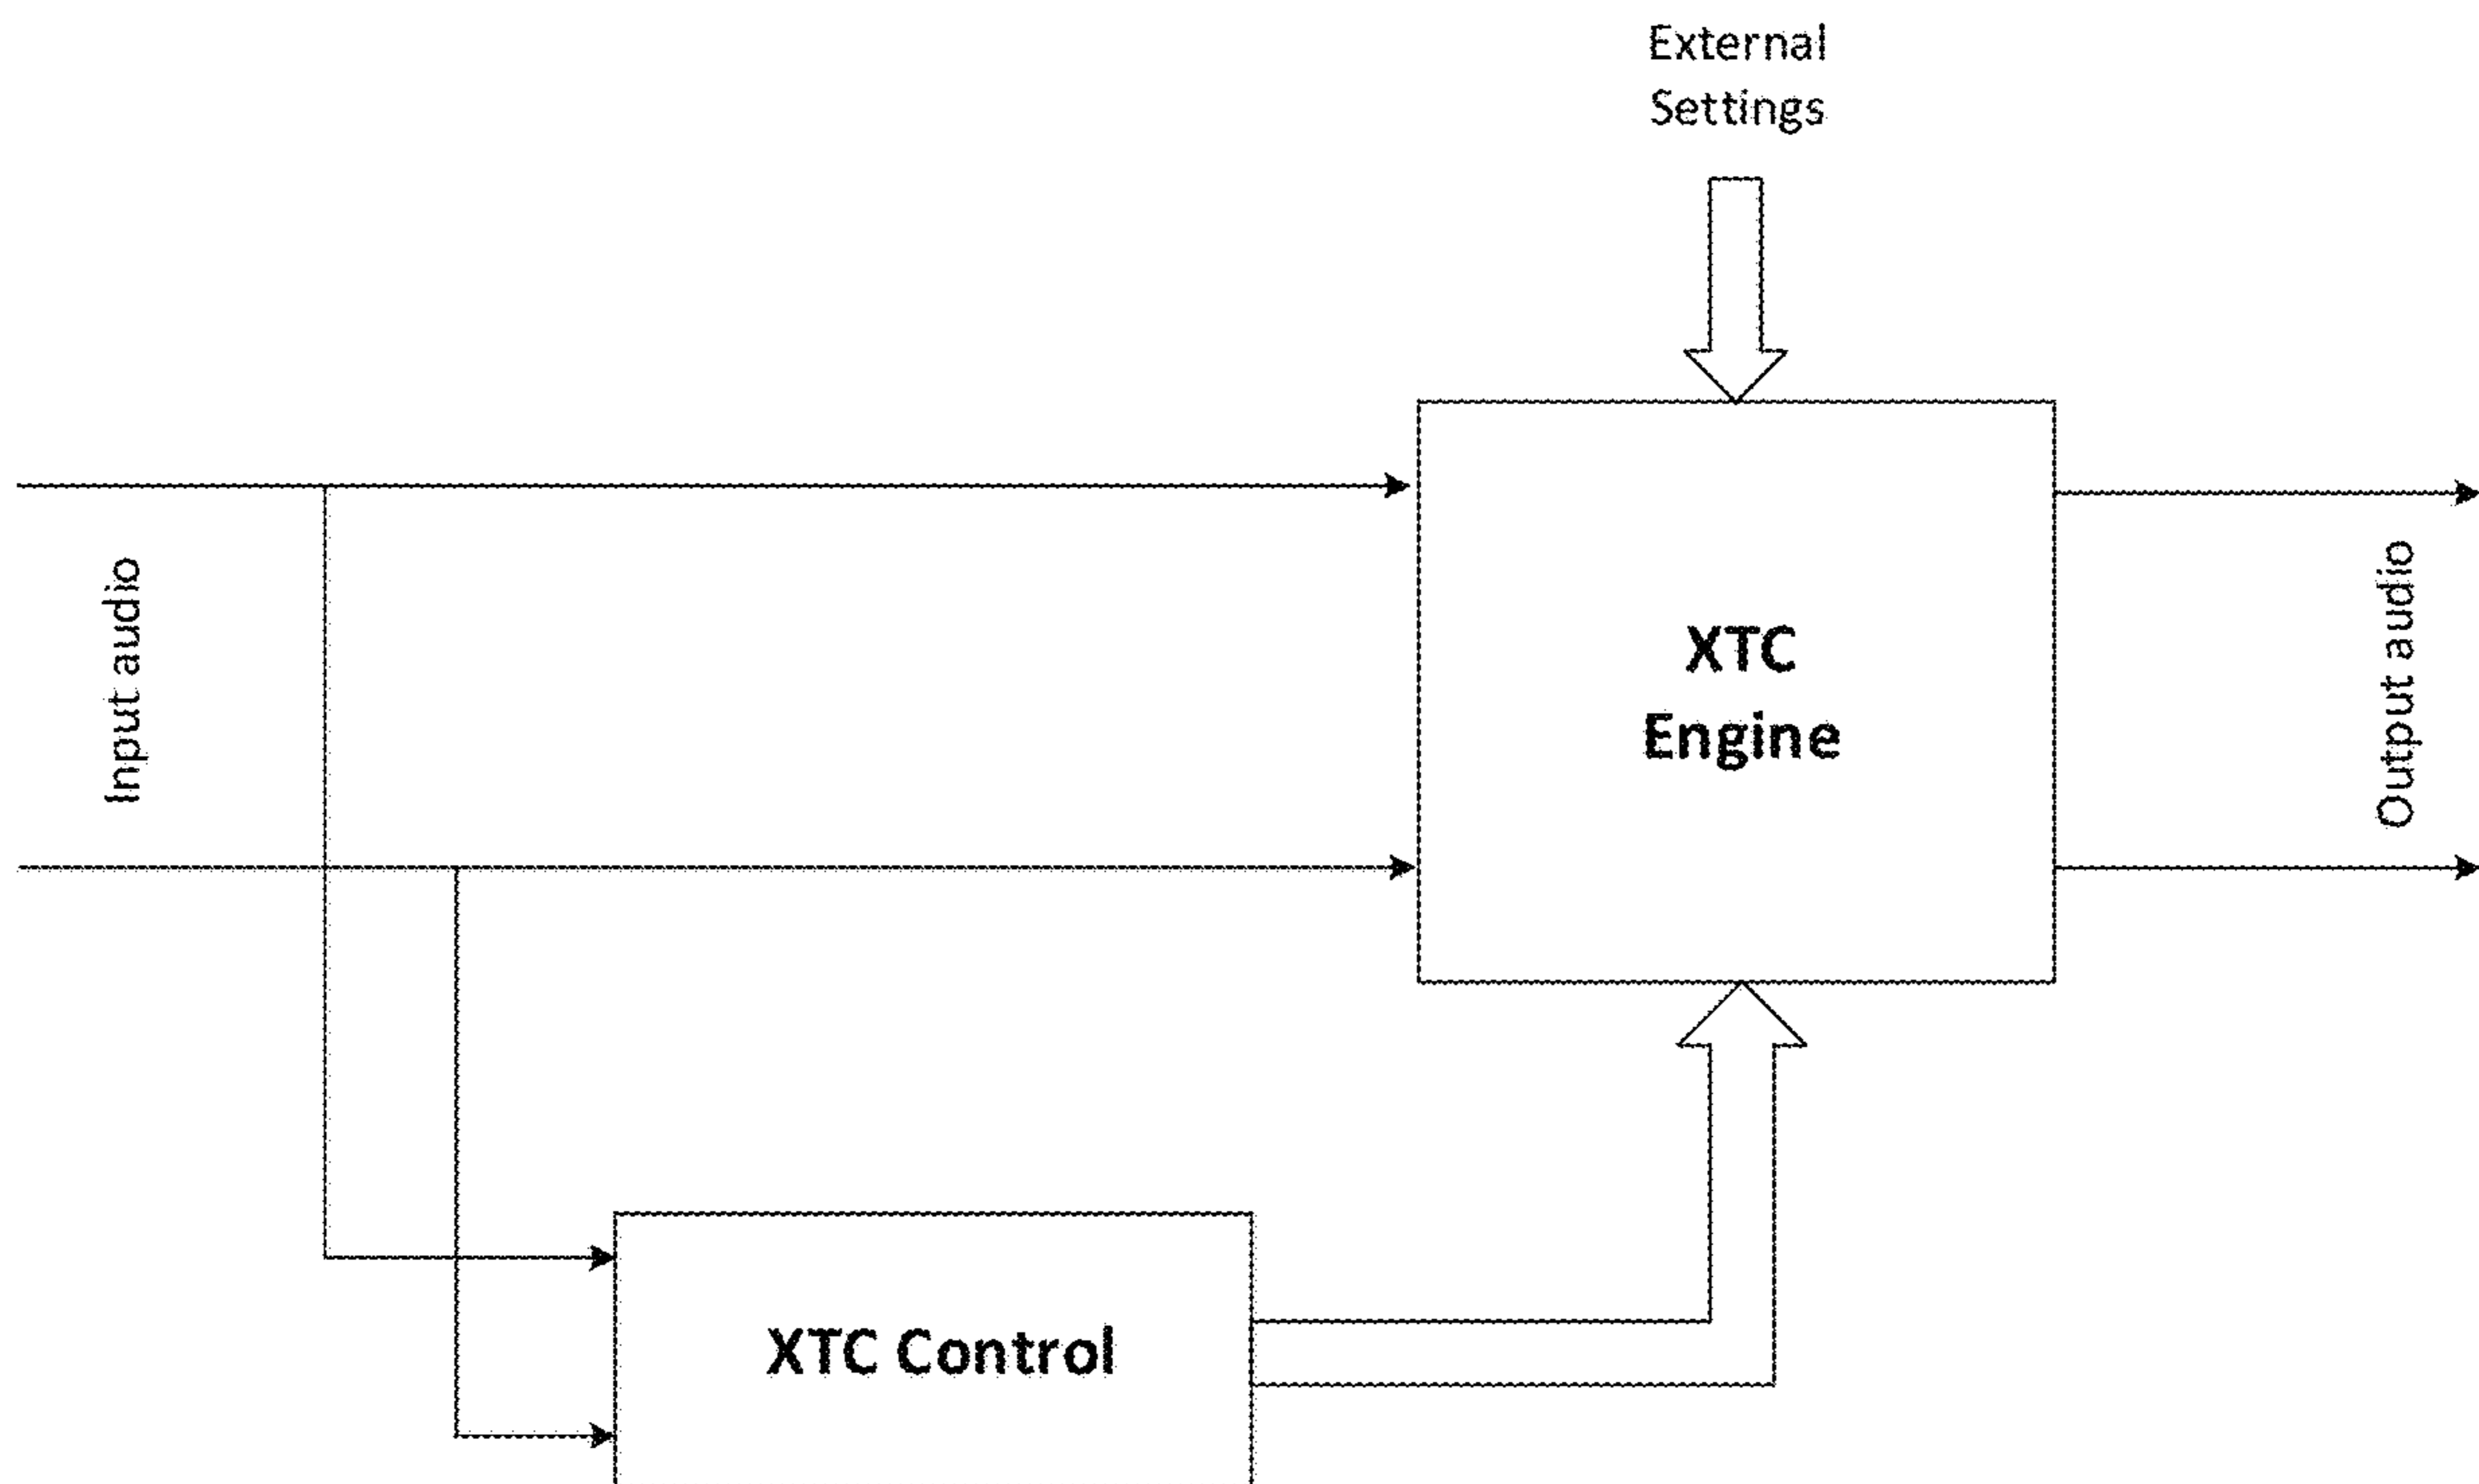 External
Settings
Input audio
XTC
Engine
Output audio
XTC Control